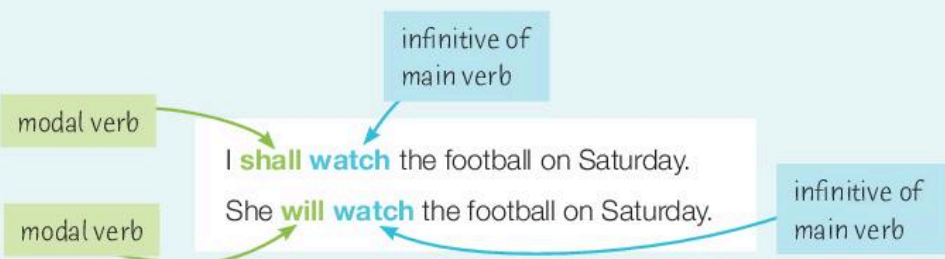 infinitive of
main verb
modal verb
I shall watch the football on Saturday.
She will watch the football on Saturday.
infinitive of
main verb
modal verb